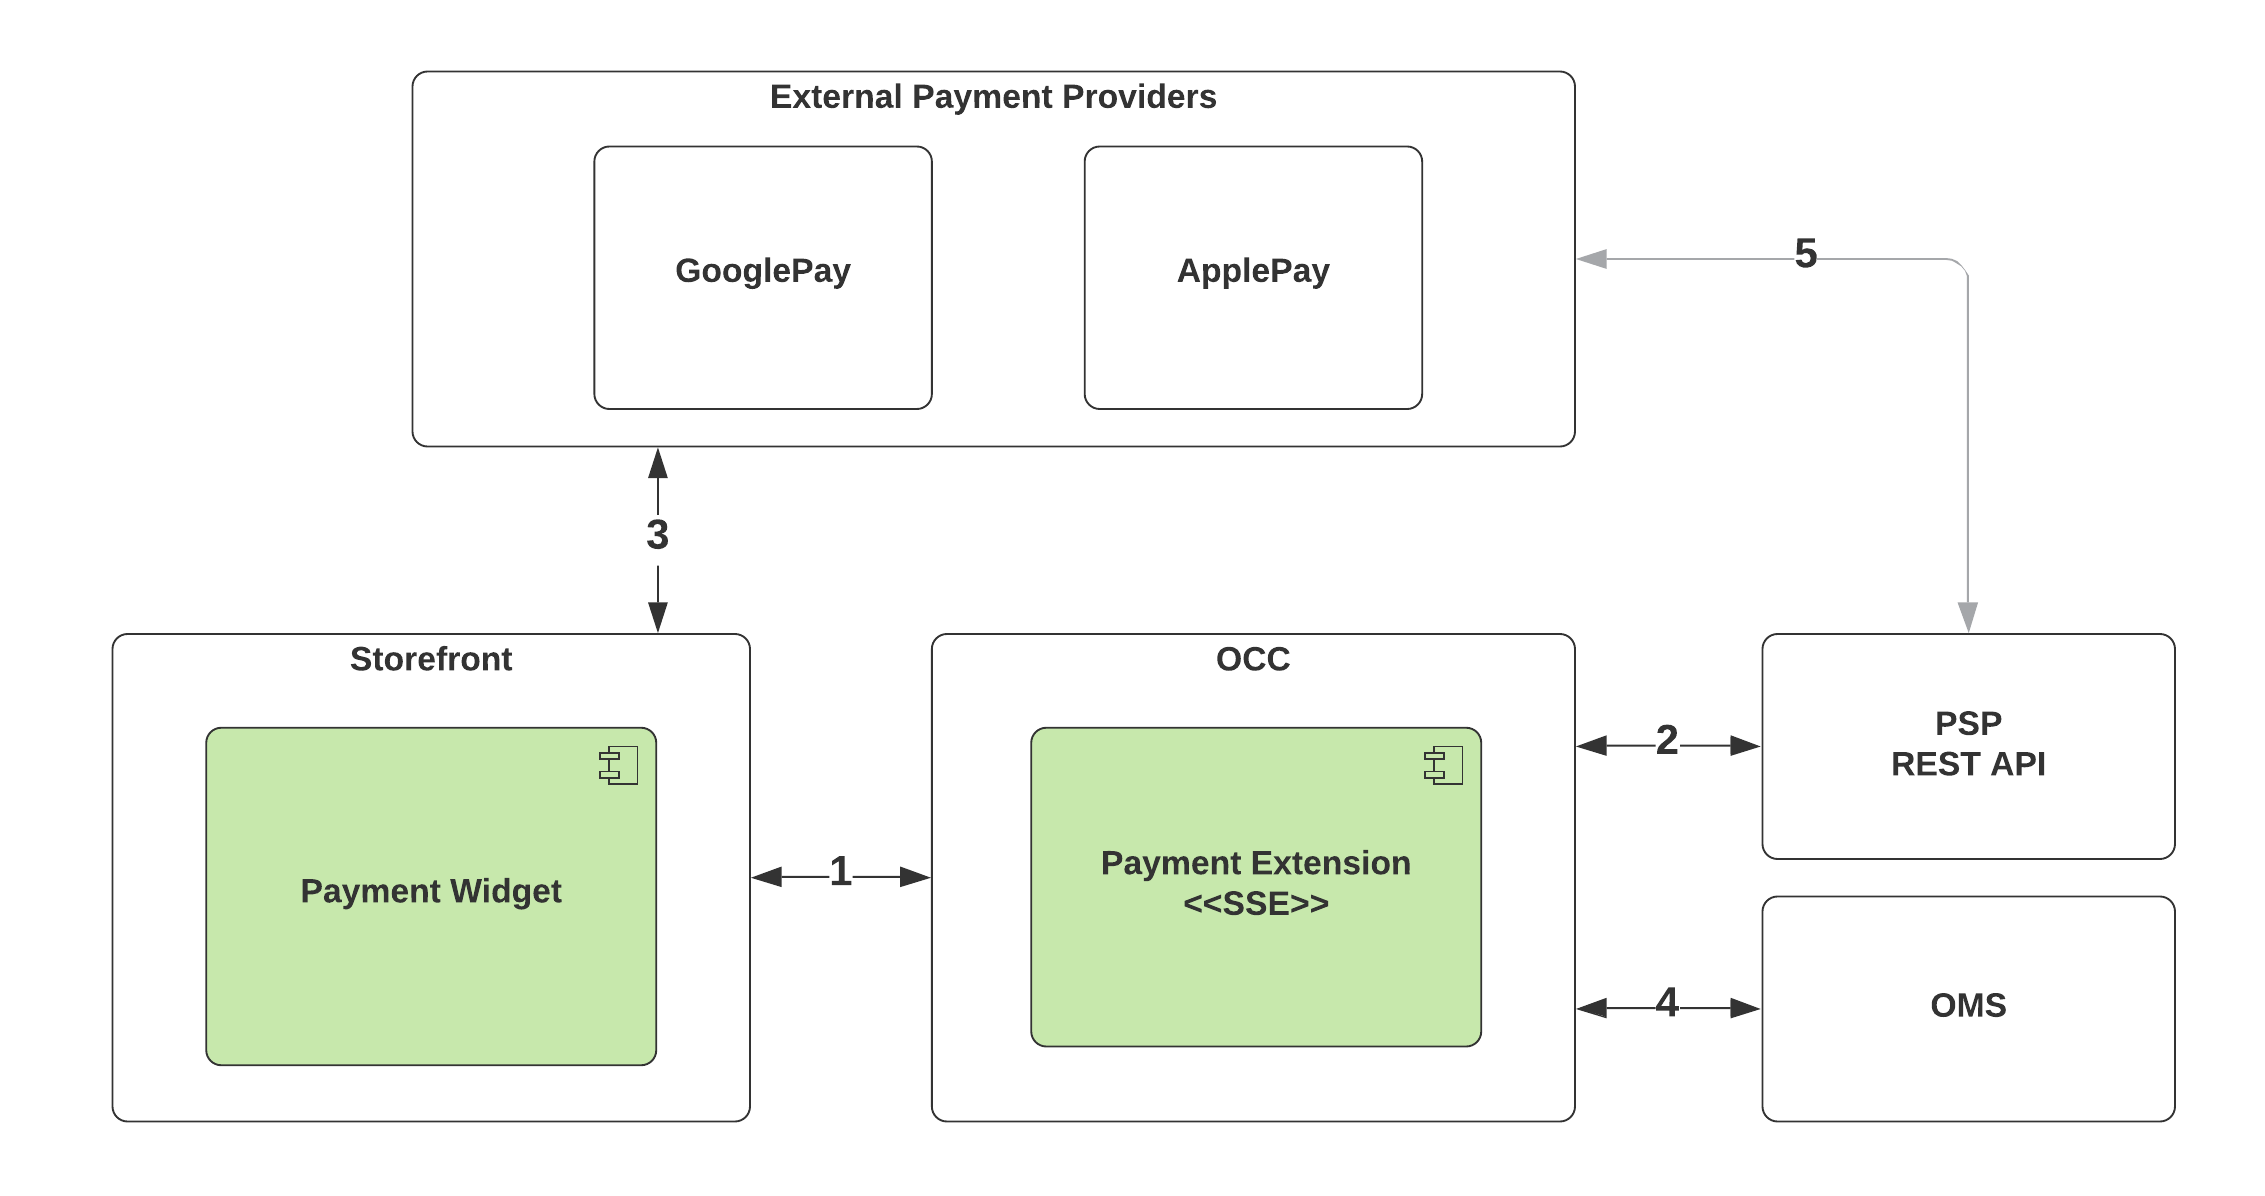 External Payment Providers
GooglePay
ApplePay
5
3
Storefront
Payment Widget
1
OCC
Payment Extension
<<SSE>>
2
PSP
REST API
4
OMS